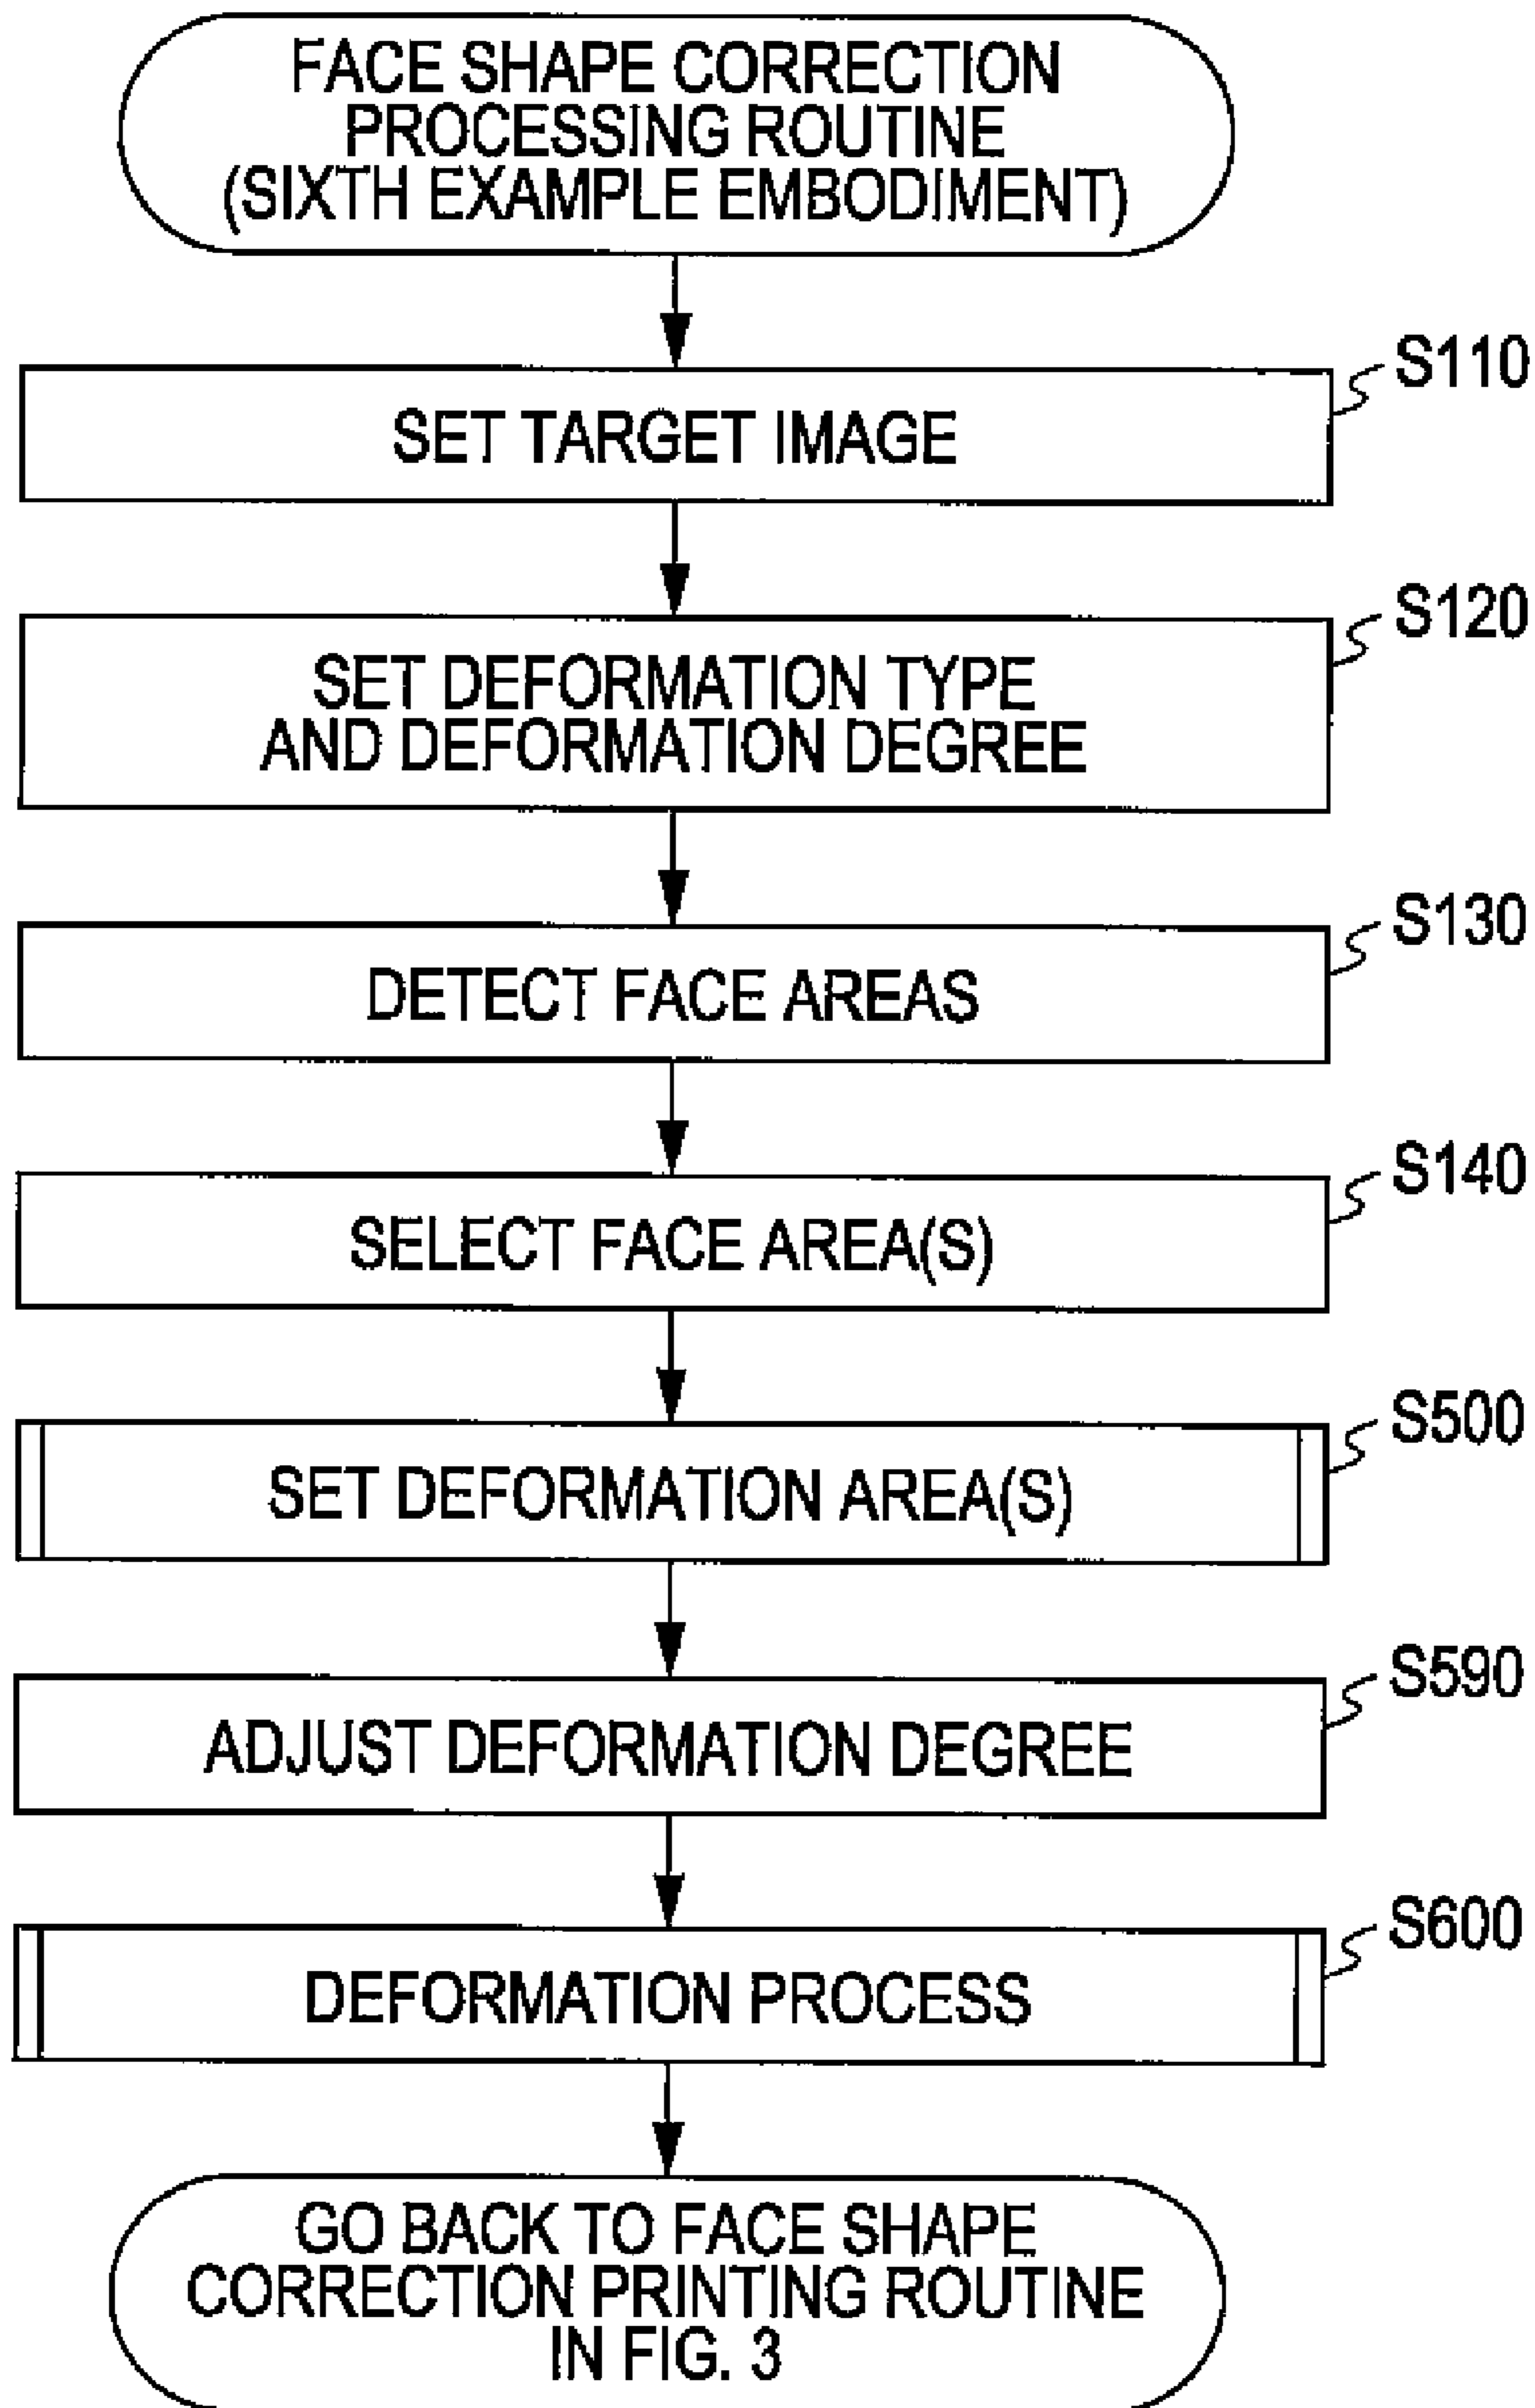 FACE SHAPE CORRECTION
PROCESSING ROUTINE
(SIXTH EXAMPLE EMBODIMENT)
S110
SET TARGET IMAGE
S120
SET DEFORMATION TYPE
AND DEFORMATION DEGREE
S130
DETECT FACE AREAS
S140
SELECT FACE AREA(S)
S500
SET DEFORMATION AREA(S)
S590
ADJUST DEFORMATION DEGREE
S600
DEFORMATION PROCESS
GO BACK TO FACE SHAPE
CORRECTION PRINTING ROUTINE
IN FIG. 3